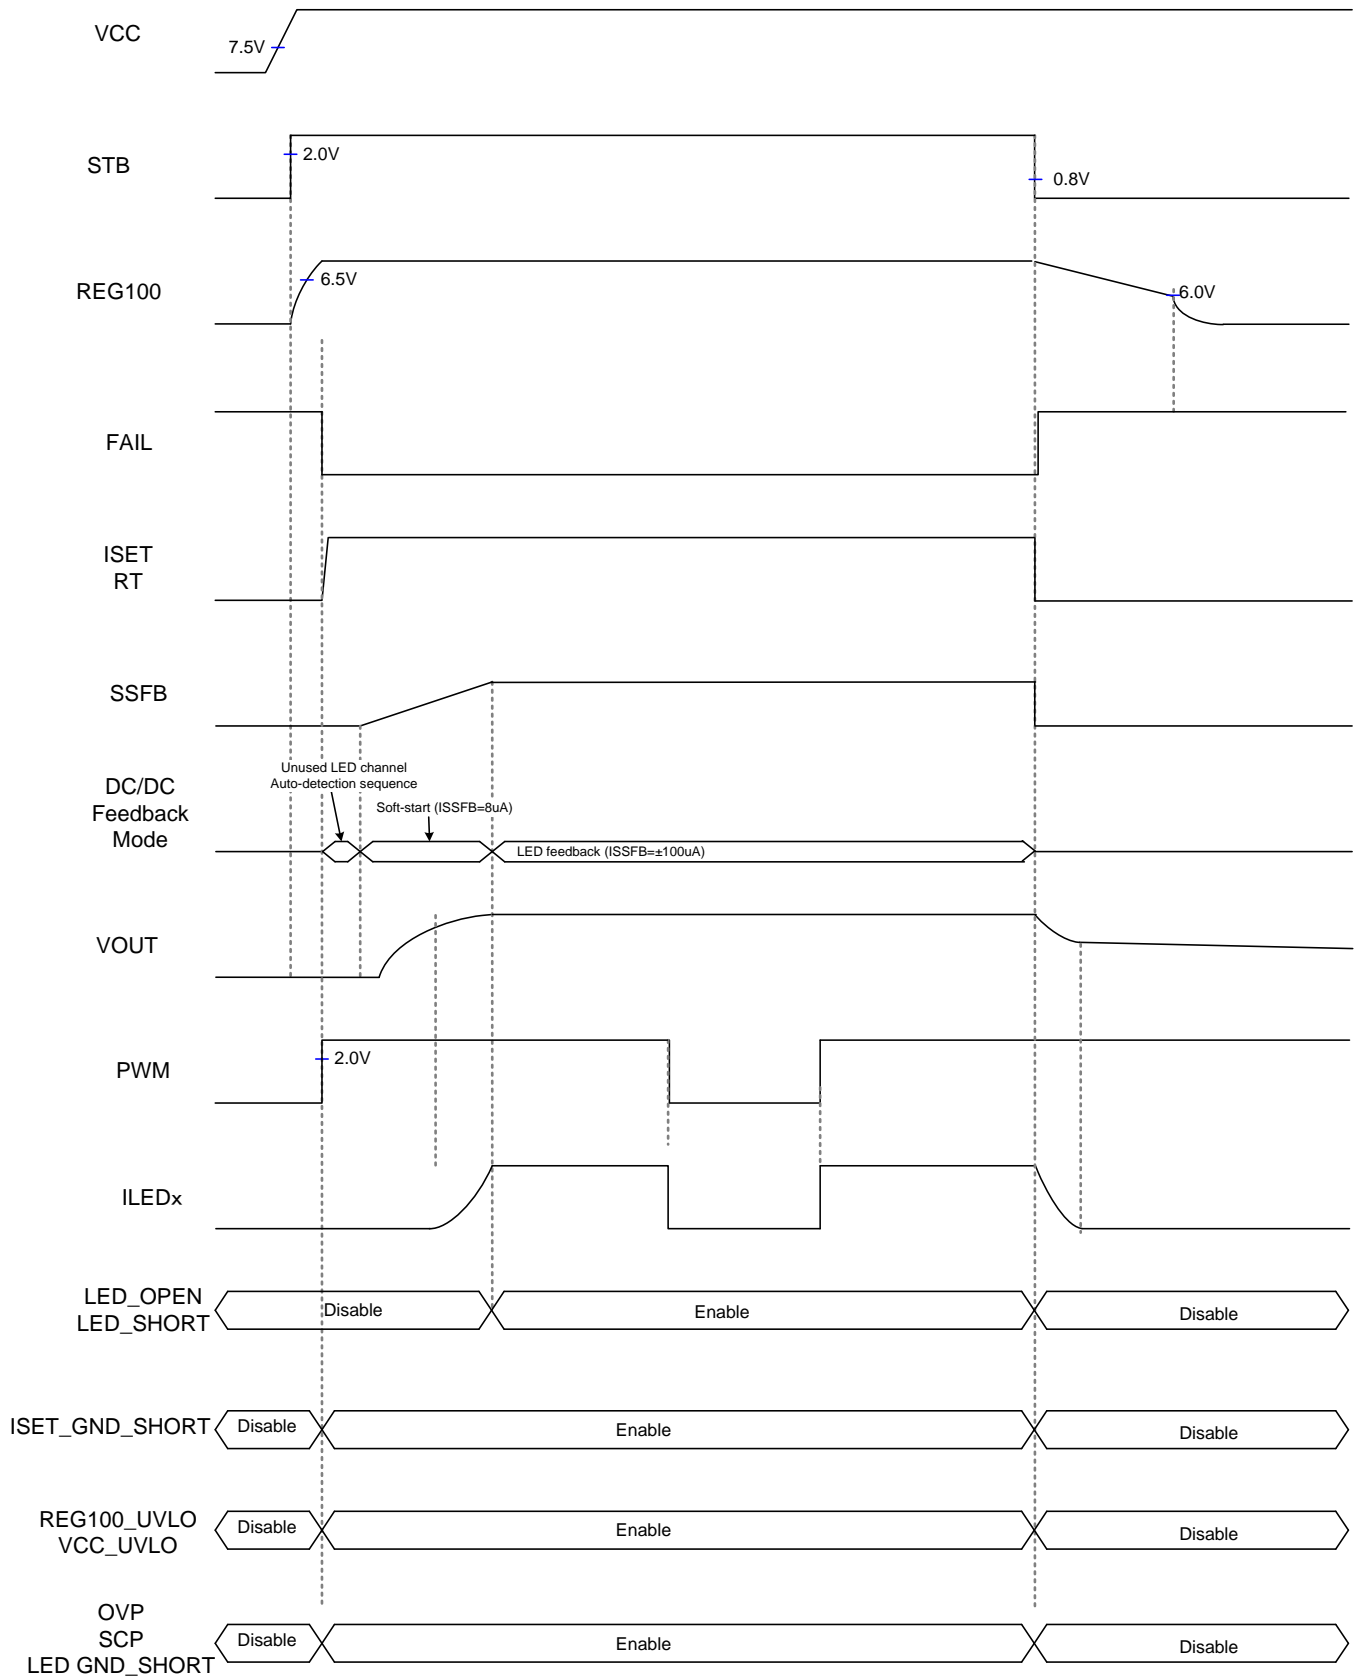 VCC
7.5V
STB
2.0V
0.8V
REG100
6.5V
6.0V
FAIL
ISET
RT
SSFB
DC/DC
Feedback
Mode
Unused LED channel
Auto-detection sequence
Soft-start (ISSFB=8uA)
LED feedback (ISSFB=±100uA)
VOUT
PWM
2.0V
ILEDx
LED_OPEN
LED_SHORT
Disable
Enable
Disable
ISET_GND_SHORT
Disable
Enable
Disable
REG100_UVLO
VCC_UVLO
Disable
Enable
Disable
OVP
SCP
LED GND_SHORT
Disable
Enable
Disable